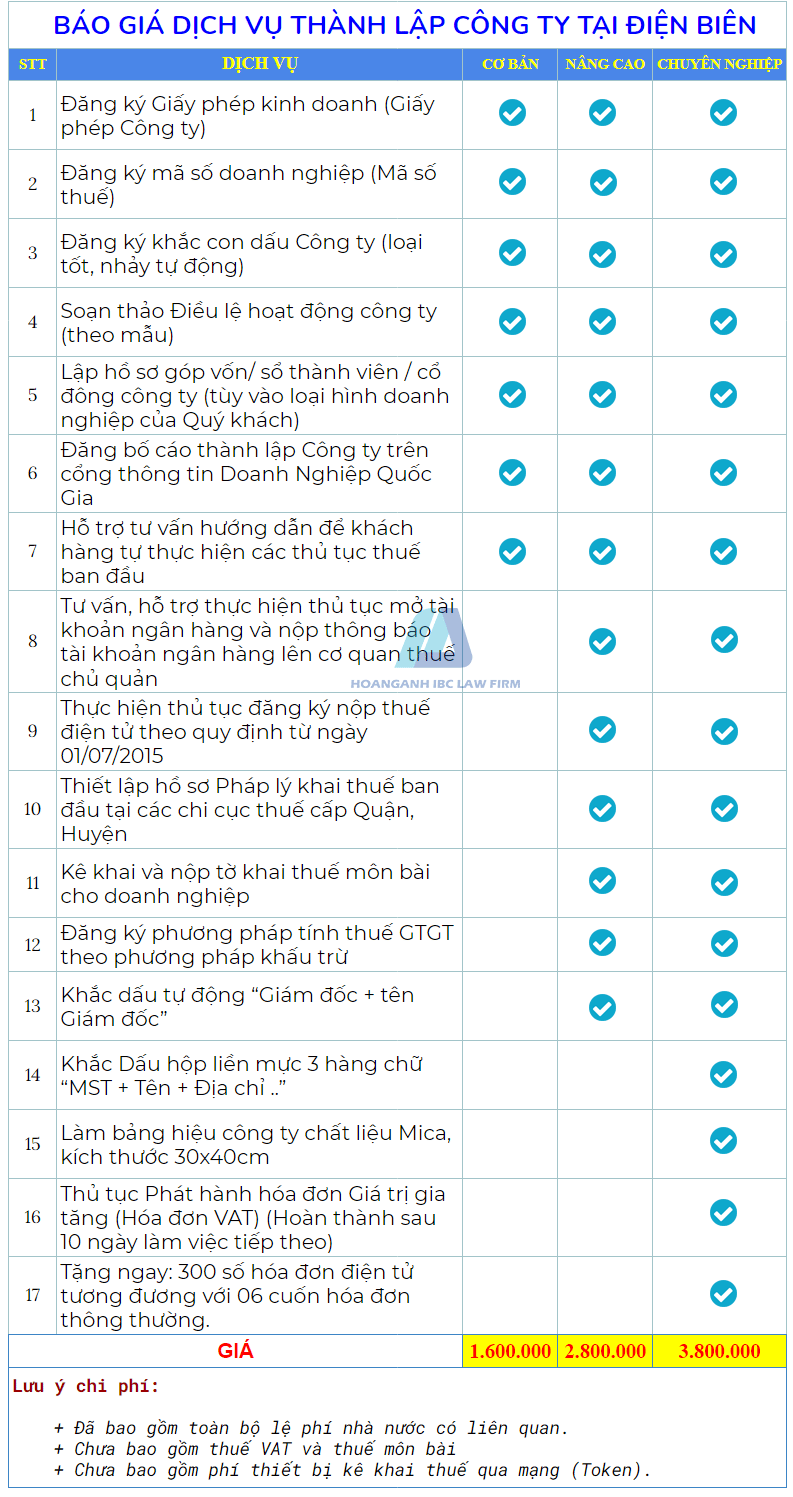 BÁO GIÁ DỊCH VỤ THÀNH LẬP CÔNG TY TẠI ĐIỆN BIÊN
STT DỊCH VỤ CƠ BẢN NÂNG CAO CHUYÊN NGHIỆP
1 Đăng ký Giấy phép kinh doanh (Giấy
phép Công ty)
2 Đăng ký mã số doanh nghiệp (Mã số
thuế)
3 Đăng ký khắc con dấu Công ty (loại
tốt, nhảy tự động)
4 Soạn thảo Điều lệ hoạt động công ty
(theo mẫu)
5 Lập hồ sơ góp vốn/ sổ thành viên / cổ
đông công ty (tùy vào loại hình doanh
nghiệp của Quý khách)
6 Đăng bố cáo thành lập Công ty trên
cổng thông tin Doanh Nghiệp Quốc
Gia
7 Hỗ trợ tư vấn hướng dẫn để khách
hàng tự thực hiện các thủ tục thuế
ban đầu
8 Tư vấn, hỗ trợ thực hiện thủ tục mở tài
khoản ngân hàng và nộp thông báo
tài khoản ngân hàng lên cơ quan thuế
chủ quản
HOANGANH IBC LAW FIRM
9 Thực hiện thủ tục đăng ký nộp thuế
điện tử theo quy định từ ngày
01/07/2015
10 Thiết lập hồ sơ Pháp lý khai thuế ban
đầu tại các chi cục thuế cấp Quận,
Huyện
11 Kê khai và nộp tờ khai thuế môn bài
cho doanh nghiệp
12 Đăng ký phương pháp tính thuế GTGT
theo phương pháp khấu trừ
13 Khắc dấu tự động “Giám đốc + tên
Giám đốc”
14 Khắc Dấu hộp liền mực 3 hàng chữ
“MST + Tên + Địa chỉ ..”
15 Làm bảng hiệu công ty chất liệu Mica,
kích thước 30x40cm
16 Thủ tục Phát hành hóa đơn Giá trị gia
tăng (Hóa đơn VAT) (Hoàn thành sau
10 ngày làm việc tiếp theo)
17 Tặng ngay: 300 số hóa đơn điện tử
tương đương với 06 cuốn hóa đơn
thông thường.
GIÁ 1.600.000 2.800.000 3.800.000
Lưu ý chi phí:
+ Đã bao gồm toàn bộ lệ phí nhà nước có liên quan.
+ Chưa bao gồm thuế VAT và thuế môn bài
+ Chưa bao gồm phí thiết bị kê khai thuế qua mạng (Token).